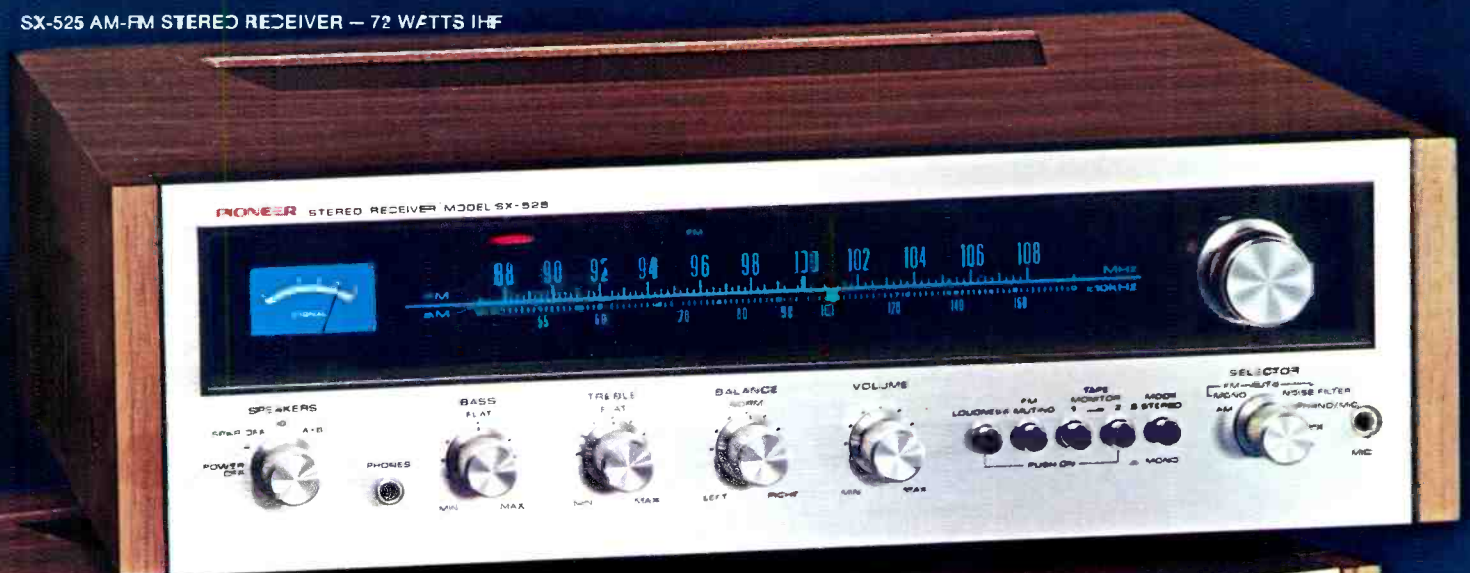 SX-525 AM-FM STEREO RECEIVER — 72 WATTS IHF
PIONEER STEREO RECEIVER MODEL SX-525
FM
88 90 92 94 96 98 100 102 104 106 108 MHz
FM
AM
55 60 70 80 90 120 140 160 x10KHz
SIGNAL
SPEAKERS
SPKR OFF A+B
POWER OFF
PHONES
BASS
FLAT
MIN MAX
TREBLE
FLAT
MIN MAX
BALANCE
NORM
LEFT RIGHT
VOLUME
MIN MAX
LOUDNESS
FM MUTING
TAPE MONITOR
1 2
MODE
STEREO
PUSH ON
MONO
SELECTOR
FM AUTO
MONO NOISE FILTER
AM PHONO/MIC
MIC